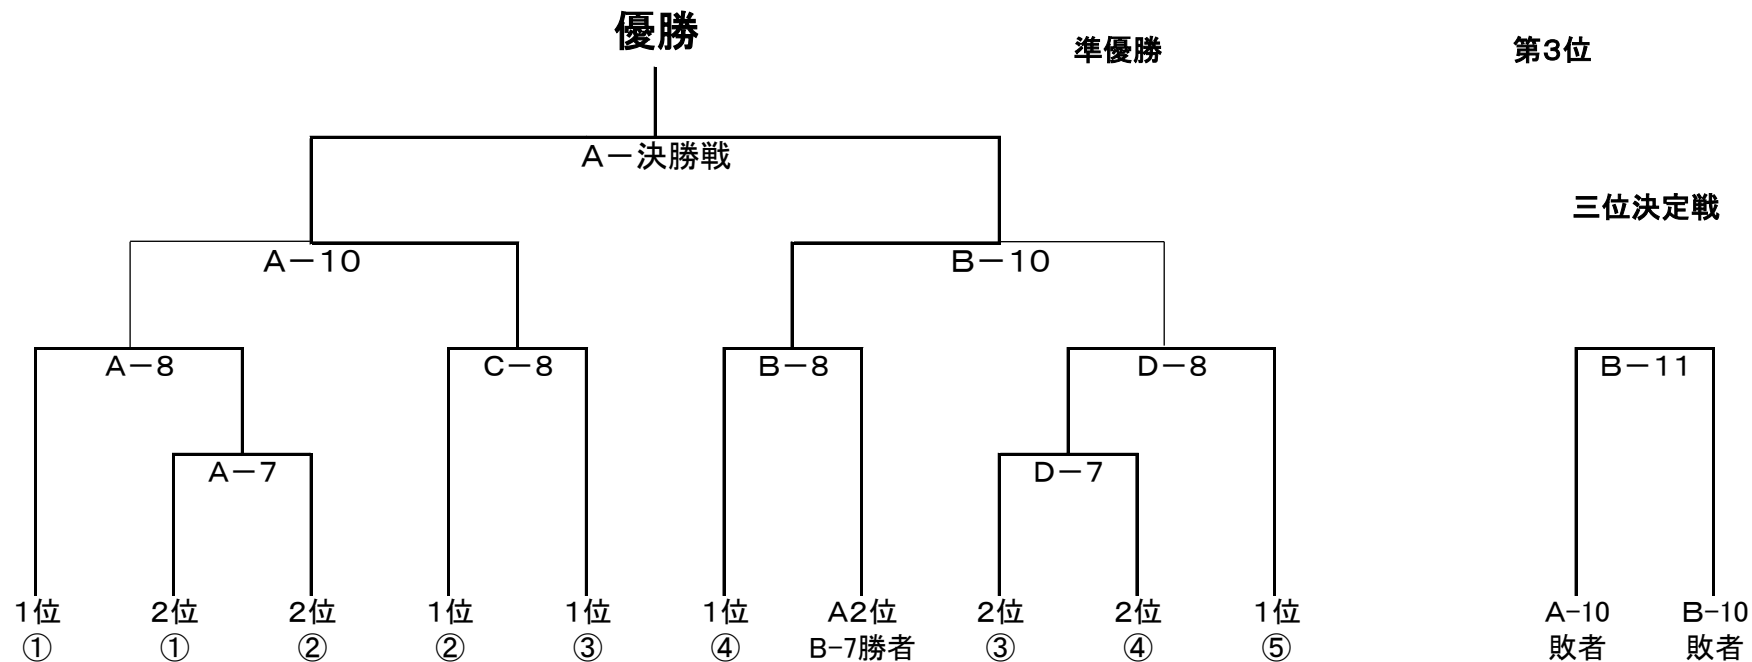 優勝
準優勝
第3位
A－決勝戦
三位決定戦
A－10
B－10
A－8
C－8
B－8
D－8
B－11
A－7
D－7
1位 2位 2位 1位 1位 1位 A2位 2位 2位 1位 A-10 B-10
① ① ② ② ③ ④ B-7勝者 ③ ④ ⑤ 敗者 敗者